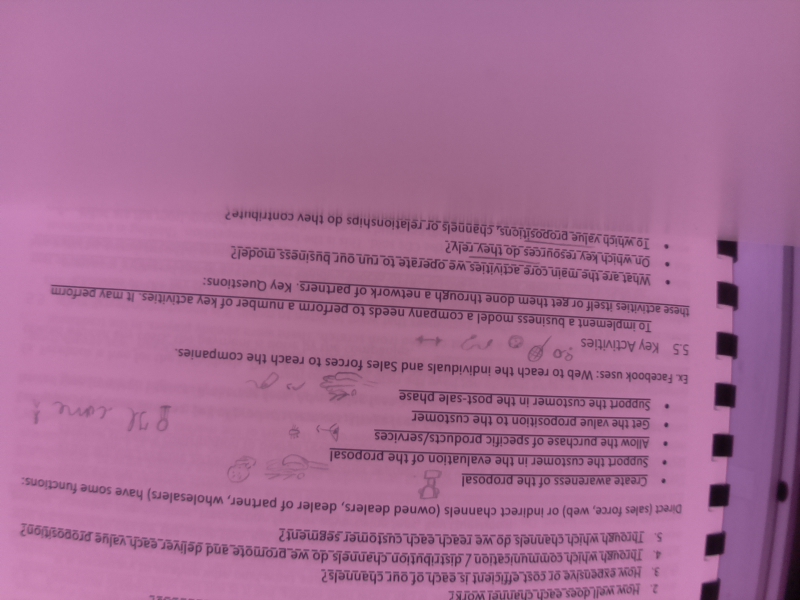 2. How well does each channel work?
3. How expensive or cost efficient is each of our channels?
4. Through which communication / distribution channels do we promote and deliver each value proposition?
5. Through which channels do we reach each customer segment?
Direct (sales force, web) or indirect channels (owned dealers, dealer of partner, wholesaler) have some functions:
• Create awareness of the proposal
• Support the customer in the evaluation of the proposal
• Allow the purchase of specific products/services
• Get the value proposition to the customer
• Support the customer in the post-sale phase
Ex. Facebook uses: Web to reach the individuals and Sales forces to reach the companies.
5.5 Key Activities
To implement a business model a company needs to perform a number of key activities. It may perform
these activities itself or get them done through a network of partners. Key Questions:
• What are the main core activities we operate to run our business model?
• On which key resources do they rely?
• To which value propositions, channels or relationships do they contribute?